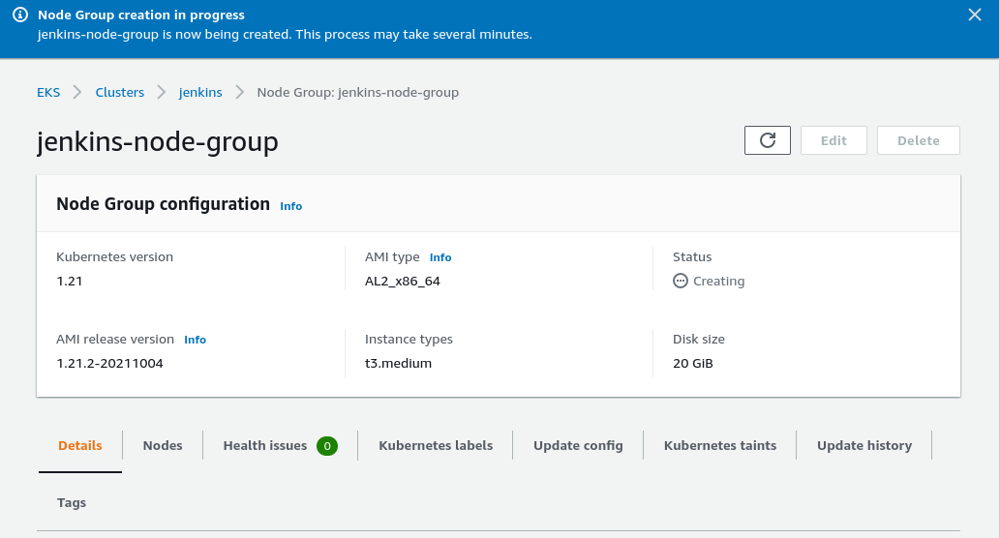 Node Group creation in progress
jenkins-node-group is now being created. This process may take several minutes.
EKS Clusters jenkins Node Group: jenkins-node-group
jenkins-node-group Edit Delete
Node Group configuration Info
Kubernetes version AMI type Info Status
1.21 AL2_x86_64 Creating
AMI release version Info Instance types Disk size
1.21.2-20211004 t3.medium 20 GiB
Details Nodes Health issues 0 Kubernetes labels Update config Kubernetes taints Update history
Tags